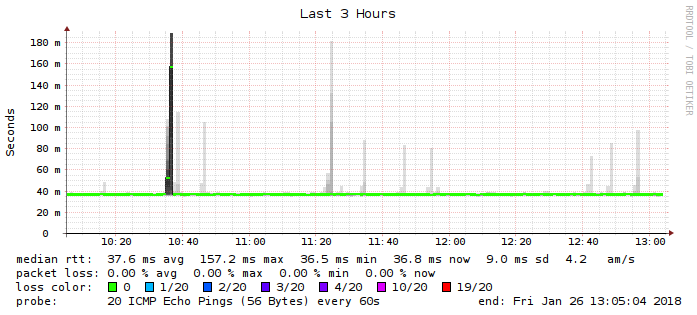 Last 3 Hours
RRDTOOL / TOBI OETIKER
Seconds
180 m
160 m
140 m
120 m
100 m
80 m
60 m
40 m
20 m
0
10:20 10:40 11:00 11:20 11:40 12:00 12:20 12:40 13:00
median rtt: 37.6 ms avg 157.2 ms max 36.5 ms min 36.8 ms now 9.0 ms sd 4.2 am/s
packet loss: 0.00 % avg 0.00 % max 0.00 % min 0.00 % now
loss color: 0 1/20 2/20 3/20 4/20 10/20 19/20
probe: 20 ICMP Echo Pings (56 Bytes) every 60s end: Fri Jan 26 13:05:04 2018